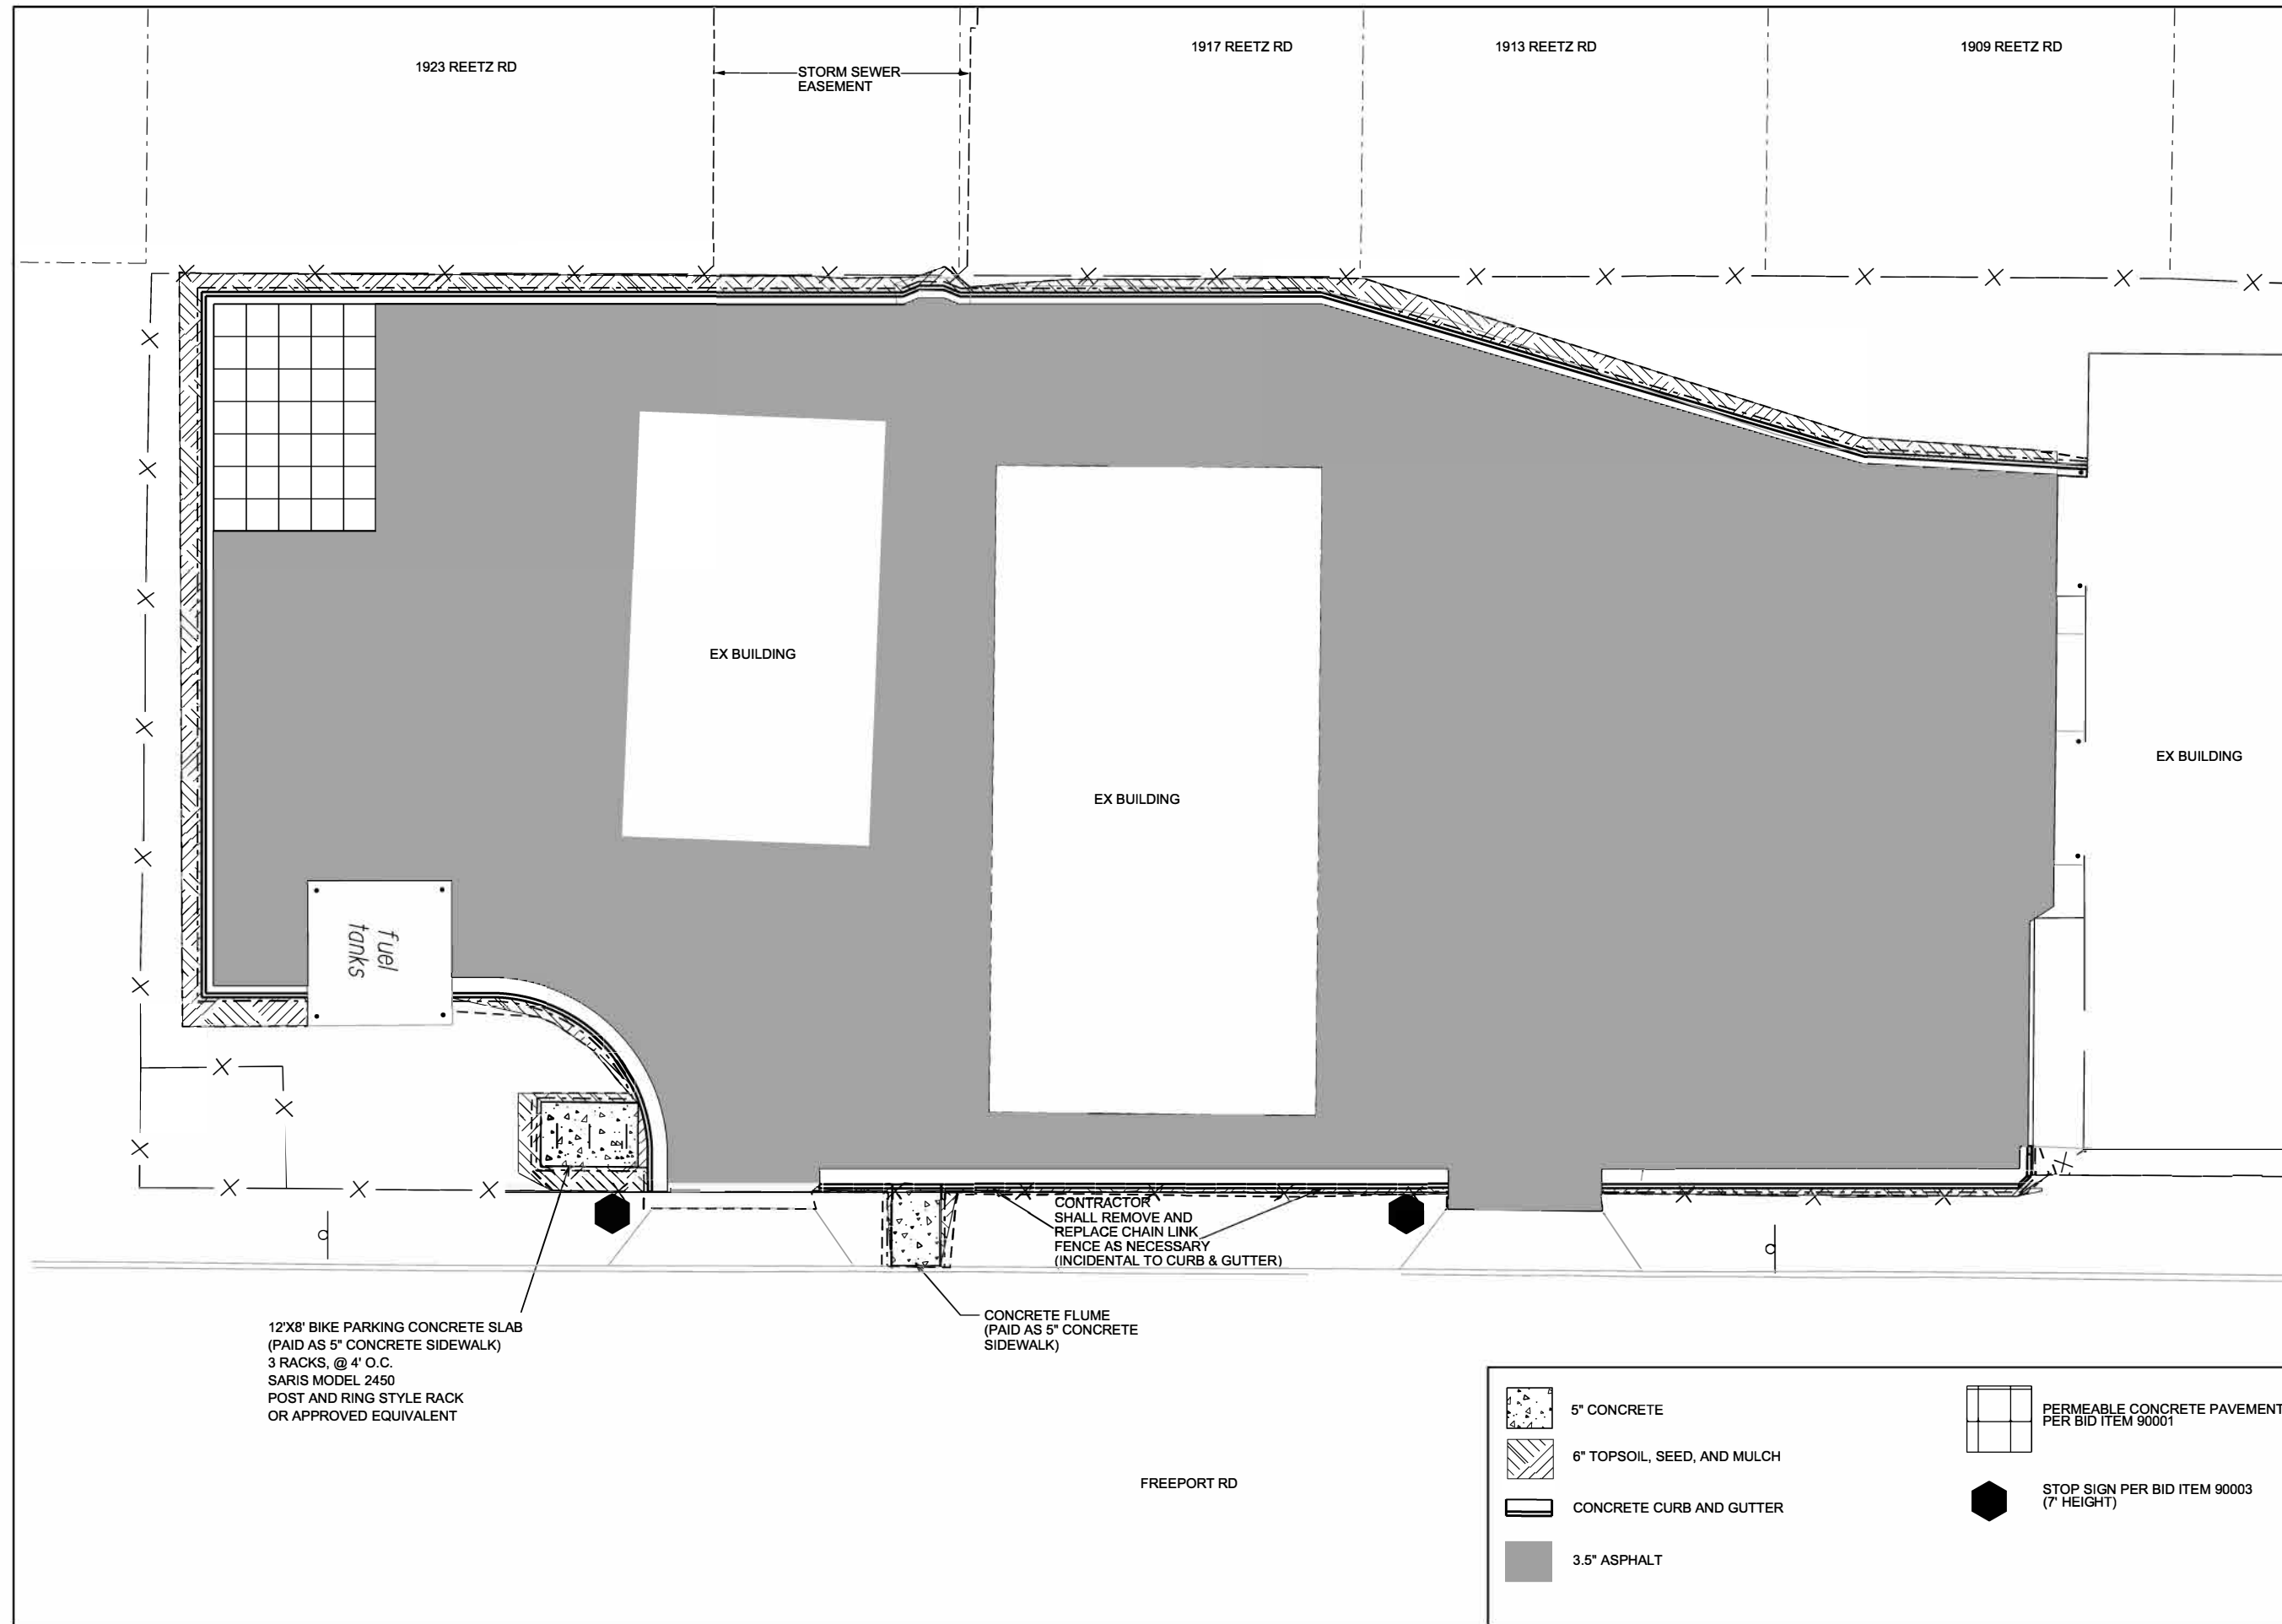 1923 REETZ RD
STORM SEWER
EASEMENT
1917 REETZ RD
1913 REETZ RD
1909 REETZ RD
EX BUILDING
EX BUILDING
EX BUILDING
fuel
tanks
CONTRACTOR
SHALL REMOVE AND
REPLACE CHAIN LINK
FENCE AS NECESSARY
(INCIDENTAL TO CURB & GUTTER)
12'X8' BIKE PARKING CONCRETE SLAB
(PAID AS 5" CONCRETE SIDEWALK)
3 RACKS, @ 4' O.C.
SARIS MODEL 2450
POST AND RING STYLE RACK
OR APPROVED EQUIVALENT
CONCRETE FLUME
(PAID AS 5" CONCRETE
SIDEWALK)
FREEPORT RD
5" CONCRETE
6" TOPSOIL, SEED, AND MULCH
CONCRETE CURB AND GUTTER
3.5" ASPHALT
PERMEABLE CONCRETE PAVEMENT
PER BID ITEM 90001
STOP SIGN PER BID ITEM 90003
(7' HEIGHT)